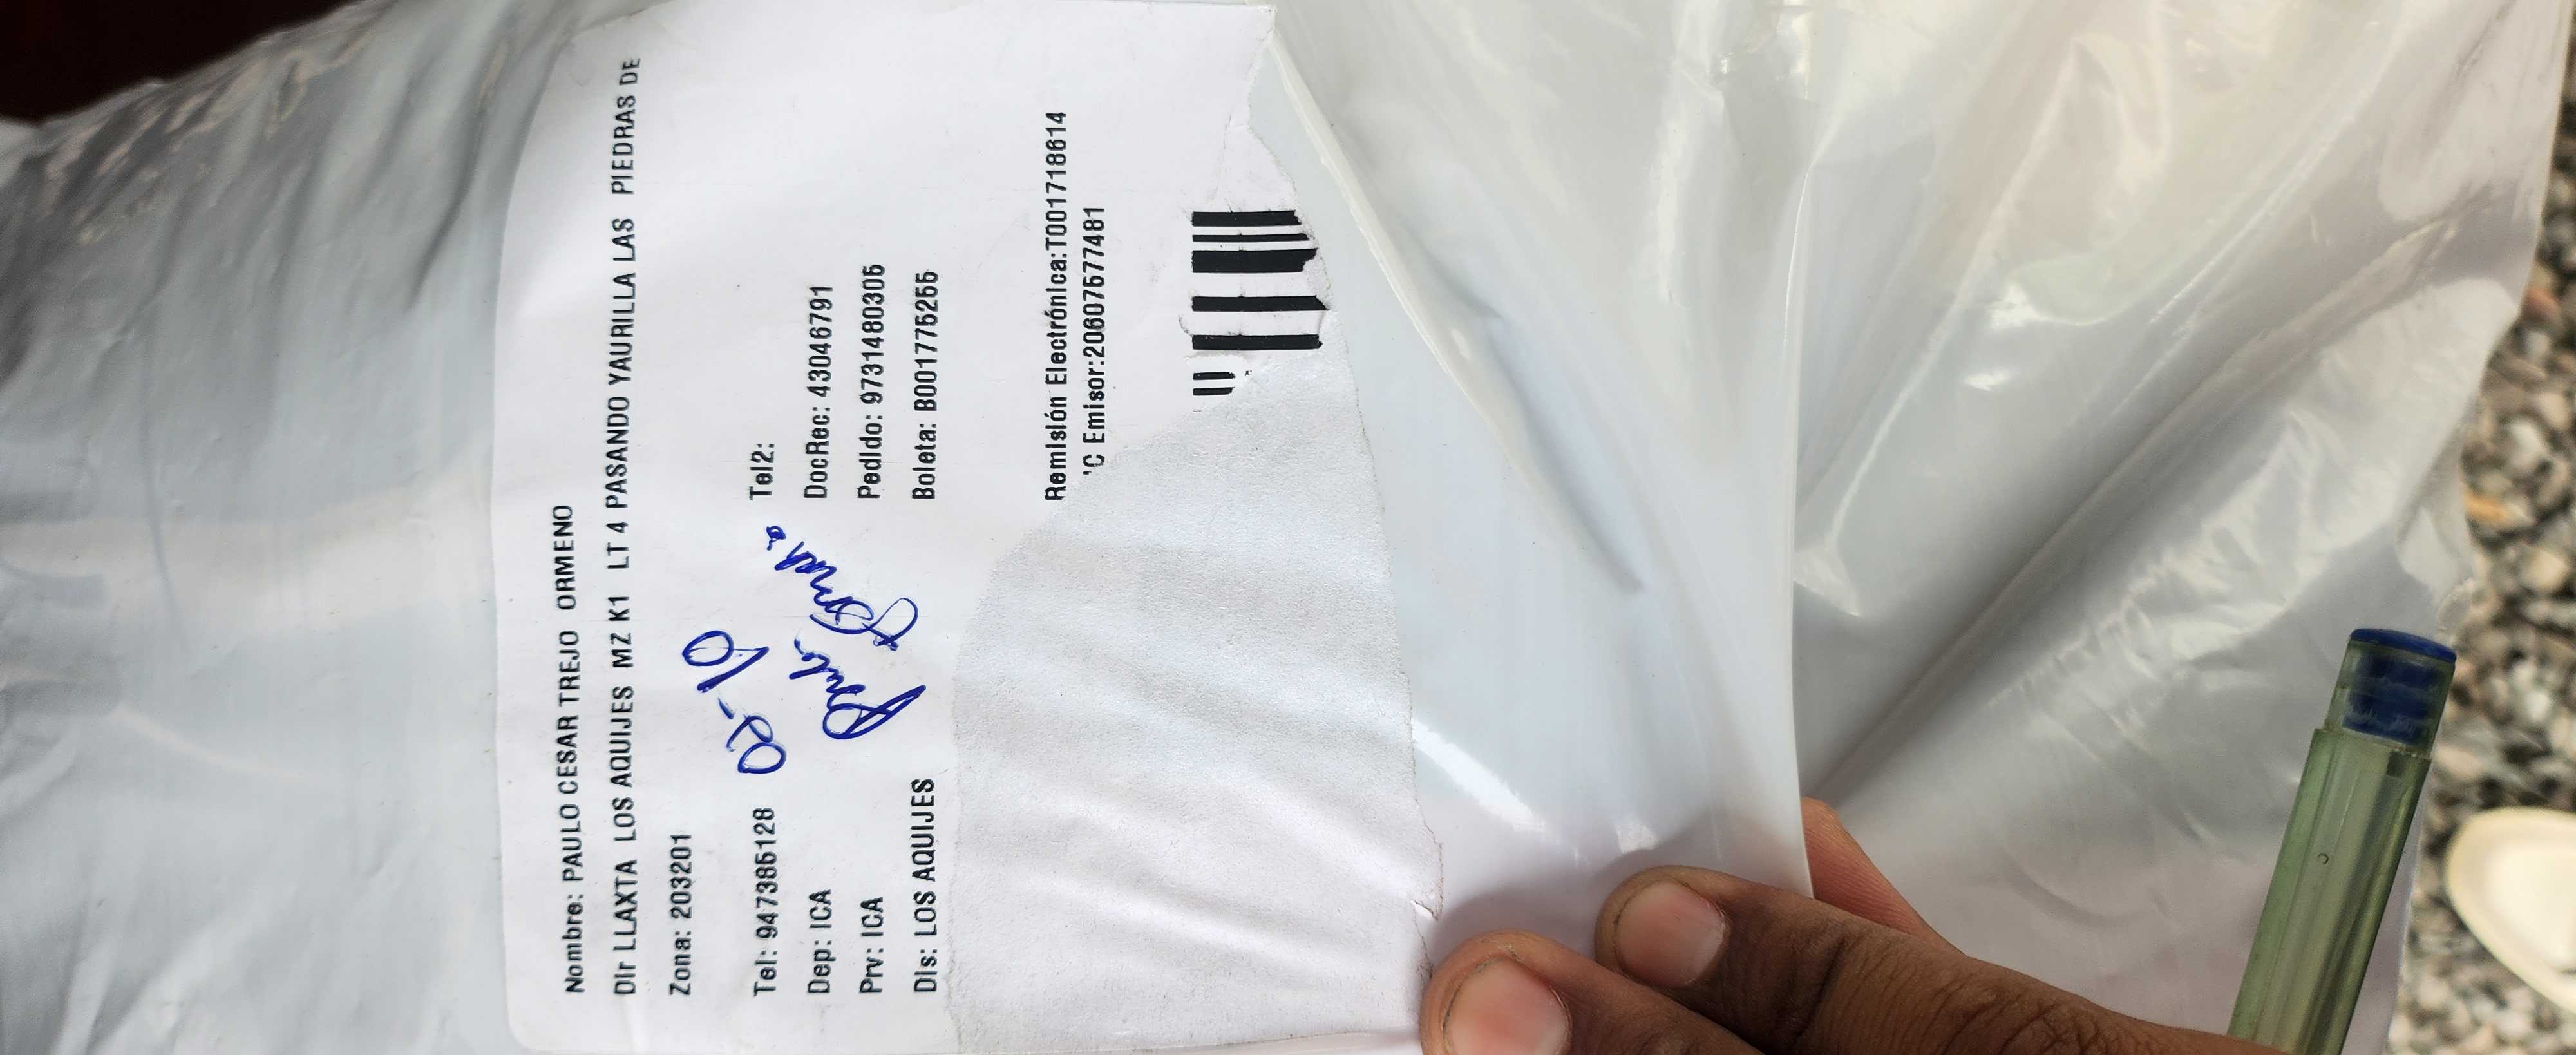 Nombre: PAULO CESAR TREJO ORMENO
Dir LLAXTA LOS AQUIJES MZ K1 LT 4 PASANDO YAURILLA LAS PIEDRAS DE
Zona: 203201
02-10
Tel: 947385128 Tel2:
Dep: ICA DocRec: 43046791
Prv: ICA Pedido: 9731480305
Dis: LOS AQUIJES Boleta: B001775255
Remisión Electrónica:T001718614
C Emisor:20607577481